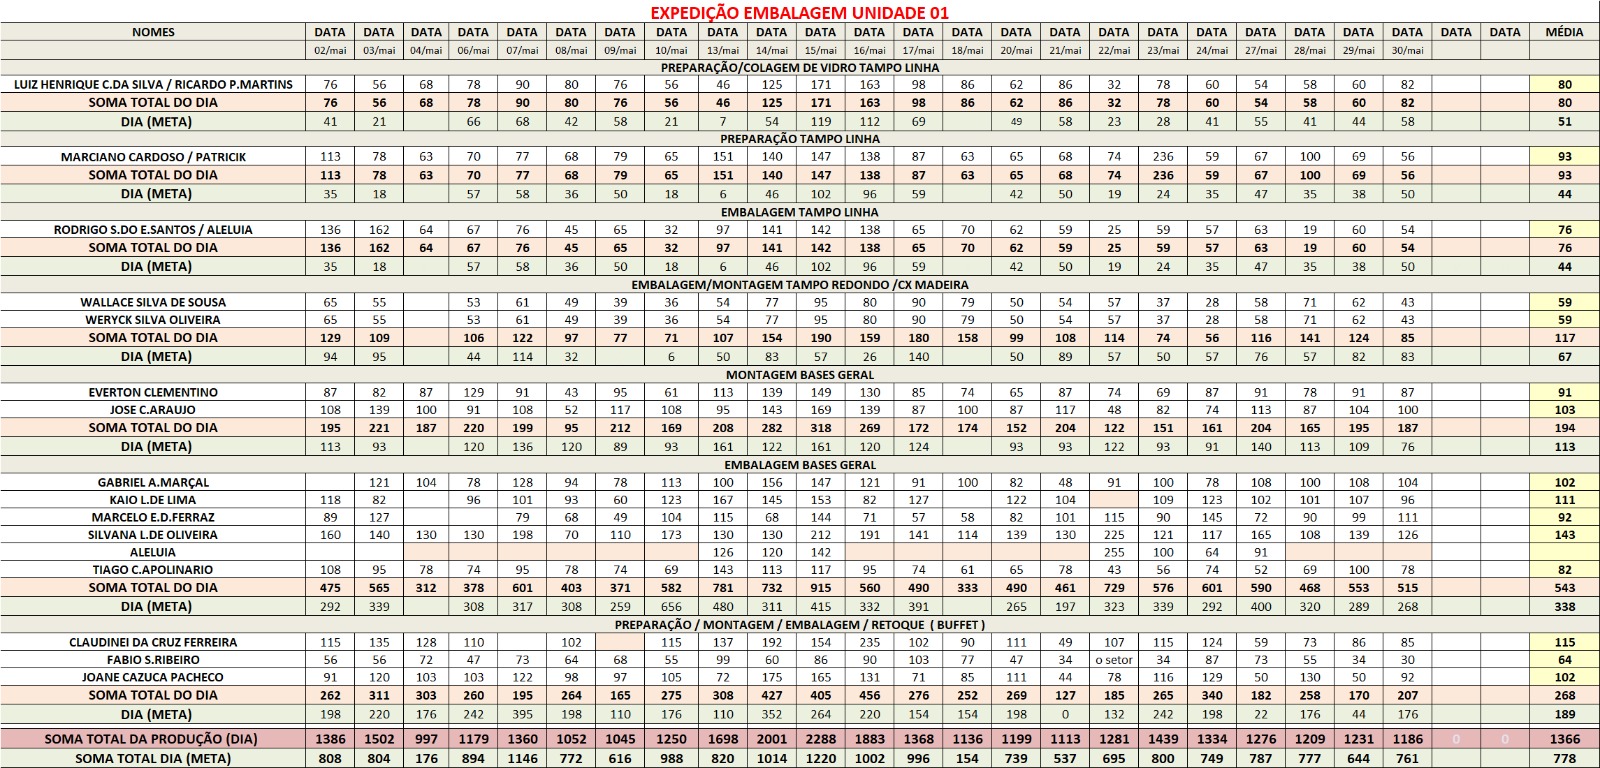 EXPEDIÇÃO EMBALAGEM UNIDADE 01
NOMES DATA DATA DATA DATA DATA DATA DATA DATA DATA DATA DATA DATA DATA DATA DATA DATA DATA DATA DATA DATA DATA DATA DATA DATA DATA MÉDIA
02/mai 03/mai 04/mai 06/mai 07/mai 08/mai 09/mai 10/mai 13/mai 14/mai 15/mai 16/mai 17/mai 18/mai 20/mai 21/mai 22/mai 23/mai 24/mai 27/mai 28/mai 29/mai 30/mai
PREPARAÇÃO/COLAGEM DE VIDRO TAMPO LINHA
LUIZ HENRIQUE C.DA SILVA / RICARDO P.MARTINS 76 56 68 78 90 80 76 56 46 125 171 163 98 86 62 86 32 78 60 54 58 60 82 80
SOMA TOTAL DO DIA 76 56 68 78 90 80 76 56 46 125 171 163 98 86 62 86 32 78 60 54 58 60 82 80
DIA (META) 41 21 66 68 42 58 21 7 54 119 112 69 49 58 23 28 41 55 41 44 58 51
PREPARAÇÃO TAMPO LINHA
MARCIANO CARDOSO / PATRICIK 113 78 63 70 77 68 79 65 151 140 147 138 87 63 65 68 74 236 59 67 100 69 56 93
SOMA TOTAL DO DIA 113 78 63 70 77 68 79 65 151 140 147 138 87 63 65 68 74 236 59 67 100 69 56 93
DIA (META) 35 18 57 58 36 50 18 6 46 102 96 59 42 50 19 24 35 47 35 38 50 44
EMBALAGEM TAMPO LINHA
RODRIGO S.DO E.SANTOS / ALELUIA 136 162 64 67 76 45 65 32 97 141 142 138 65 70 62 59 25 59 57 63 19 60 54 76
SOMA TOTAL DO DIA 136 162 64 67 76 45 65 32 97 141 142 138 65 70 62 59 25 59 57 63 19 60 54 76
DIA (META) 35 18 57 58 36 50 18 6 46 102 96 59 42 50 19 24 35 47 35 38 50 44
EMBALAGEM/MONTAGEM TAMPO REDONDO /CX MADEIRA
WALLACE SILVA DE SOUSA 65 55 53 61 49 39 36 54 77 95 80 90 79 50 54 57 37 28 58 71 62 43 59
WERYCK SILVA OLIVEIRA 65 55 53 61 49 39 36 54 77 95 80 90 79 50 54 57 37 28 58 71 62 43 59
SOMA TOTAL DO DIA 129 109 106 122 97 77 71 107 154 190 159 180 158 99 108 114 74 56 116 141 124 85 117
DIA (META) 94 95 44 114 32 6 50 83 57 26 140 50 89 57 50 57 76 57 82 83 67
MONTAGEM BASES GERAL
EVERTON CLEMENTINO 87 82 87 129 91 43 95 61 113 139 149 130 85 74 65 87 74 69 87 91 78 91 87 91
JOSE C.ARAUJO 108 139 100 91 108 52 117 108 95 143 169 139 87 100 87 117 48 82 74 113 87 104 100 103
SOMA TOTAL DO DIA 195 221 187 220 199 95 212 169 208 282 318 269 172 174 152 204 122 151 161 204 165 195 187 194
DIA (META) 113 93 120 136 120 89 93 161 122 161 120 124 93 93 122 93 91 140 113 109 76 113
EMBALAGEM BASES GERAL
GABRIEL A.MARÇAL 121 104 78 128 94 78 113 100 156 147 121 91 100 82 48 91 100 78 108 100 108 104 102
KAIO L.DE LIMA 118 82 96 101 93 60 123 167 145 153 82 127 122 104 109 123 102 101 107 96 111
MARCELO E.D.FERRAZ 89 127 79 68 49 104 115 68 144 71 57 58 82 101 115 90 145 72 90 99 111 92
SILVANA L.DE OLIVEIRA 160 140 130 130 198 70 110 173 130 130 212 191 141 114 139 130 225 121 117 165 108 139 126 143
ALELUIA 126 120 142 255 100 64 91
TIAGO C.APOLINARIO 108 95 78 74 95 78 74 69 143 113 117 95 74 61 65 78 43 56 74 52 69 100 78 82
SOMA TOTAL DO DIA 475 565 312 378 601 403 371 582 781 732 915 560 490 333 490 461 729 576 601 590 468 553 515 543
DIA (META) 292 339 308 317 308 259 656 480 311 415 332 391 265 197 323 339 292 400 320 289 268 338
PREPARAÇÃO / MONTAGEM / EMBALAGEM / RETOQUE ( BUFFET )
CLAUDINEI DA CRUZ FERREIRA 115 135 128 110 102 115 137 192 154 235 102 90 111 49 107 115 124 59 73 86 85 115
FABIO S.RIBEIRO 56 56 72 47 73 64 68 55 99 60 86 90 103 77 47 34 o setor 34 87 73 55 34 30 64
JOANE CAZUCA PACHECO 91 120 103 103 122 98 97 105 72 175 165 131 71 85 111 44 78 116 129 50 130 50 92 102
SOMA TOTAL DO DIA 262 311 303 260 195 264 165 275 308 427 405 456 276 252 269 127 185 265 340 182 258 170 207 268
DIA (META) 198 220 176 242 395 198 110 176 110 352 264 220 154 154 198 0 132 242 198 22 176 44 176 189
SOMA TOTAL DA PRODUÇÃO (DIA) 1386 1502 997 1179 1360 1052 1045 1250 1698 2001 2288 1883 1368 1136 1199 1113 1281 1439 1334 1276 1209 1231 1186 0 0 1366
SOMA TOTAL DIA (META) 808 804 176 894 1146 772 616 988 820 1014 1220 1002 996 154 739 537 695 800 749 787 777 644 761 778